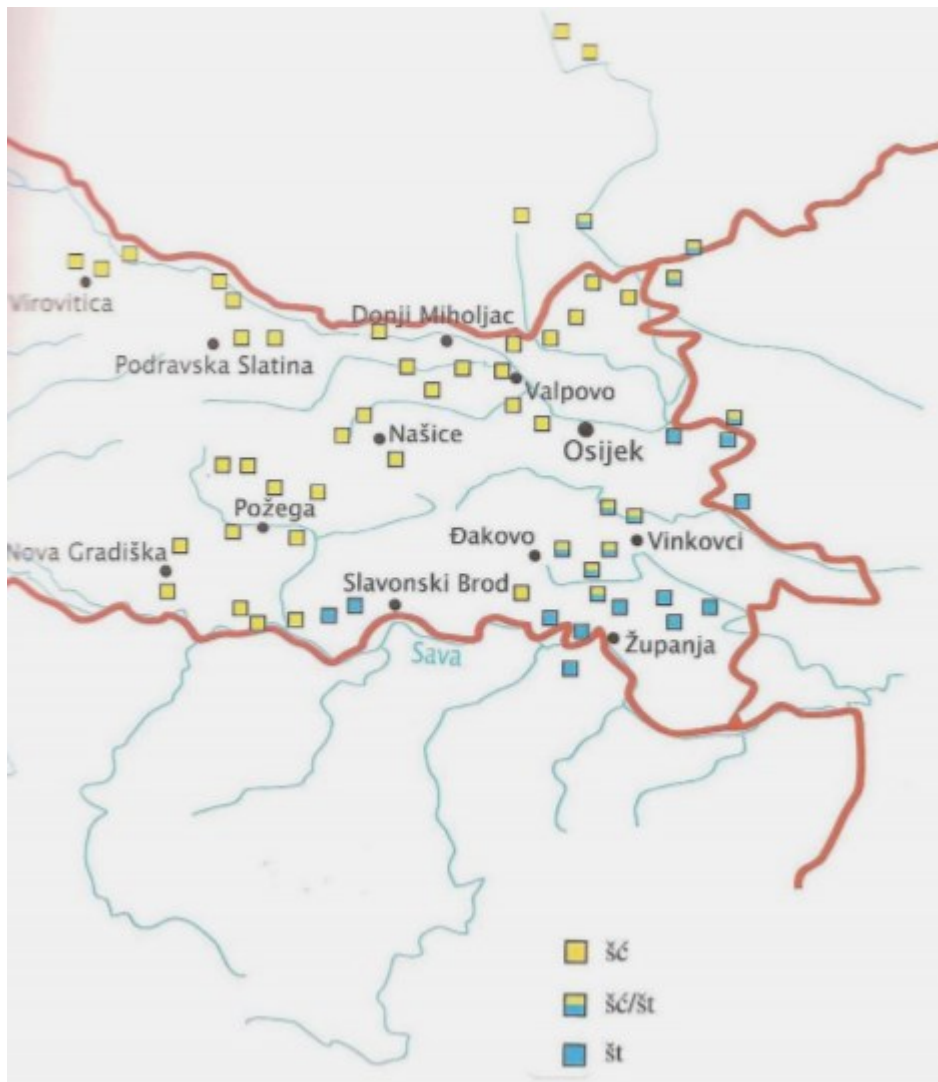 Virovitica
Donji Miholjac
Podravska Slatina
Valpovo
Našice
Osijek
Požega
Đakovo
Vinkovci
Nova Gradiška
Slavonski Brod
Županja
Sava
šć
šć/št
št